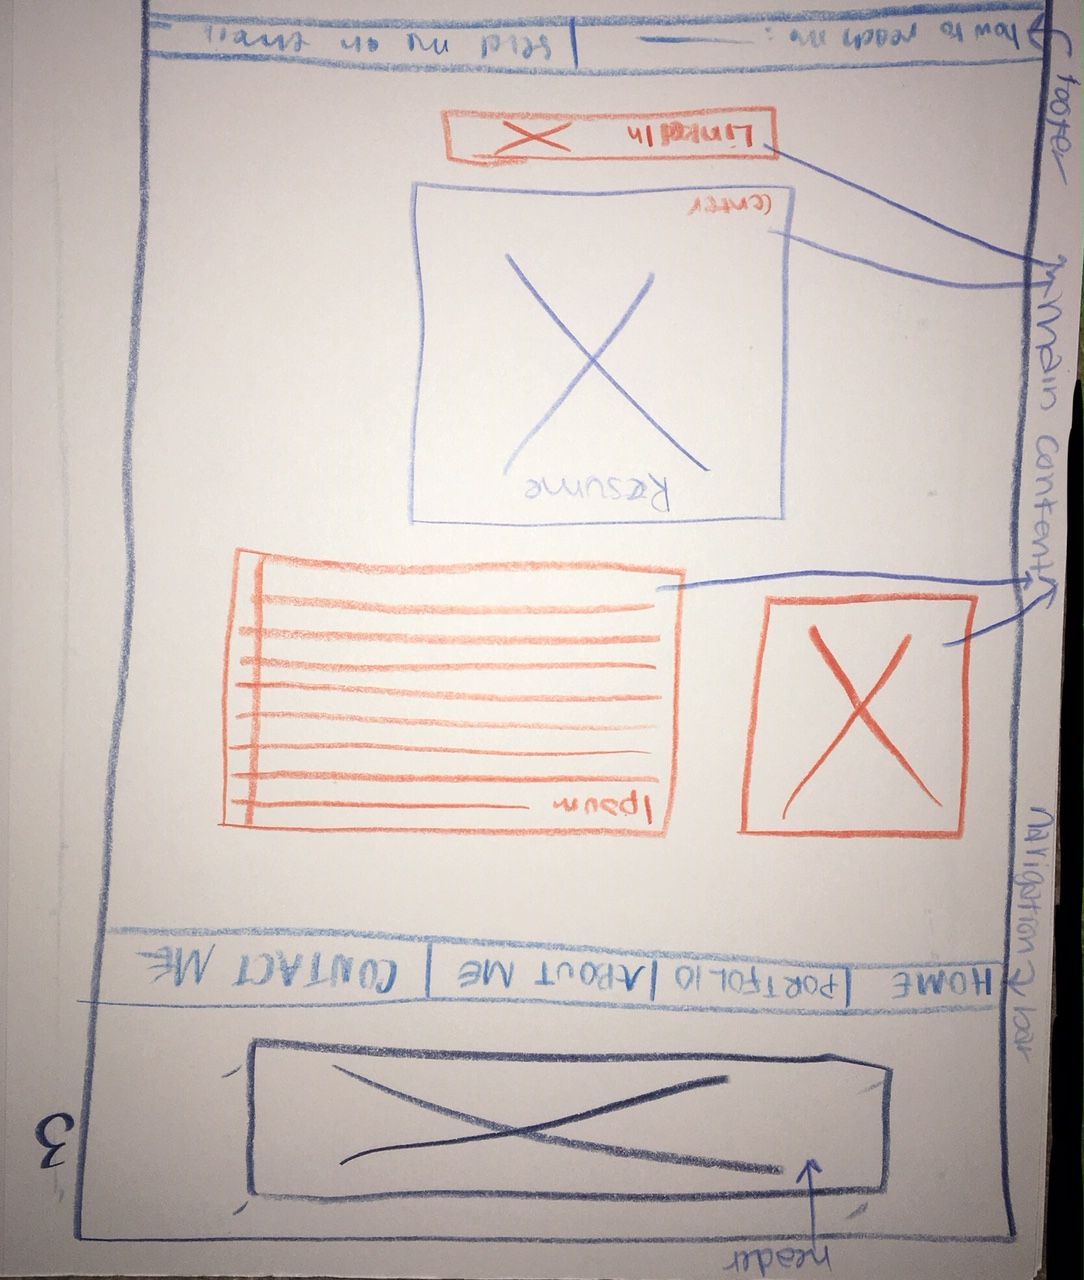 header
3
navigation bar
HOME PORTFOLIO ABOUT ME CONTACT ME
Ipsum
main content
Resume
center
LinkedIn
footer
how to reach me:
send me an email